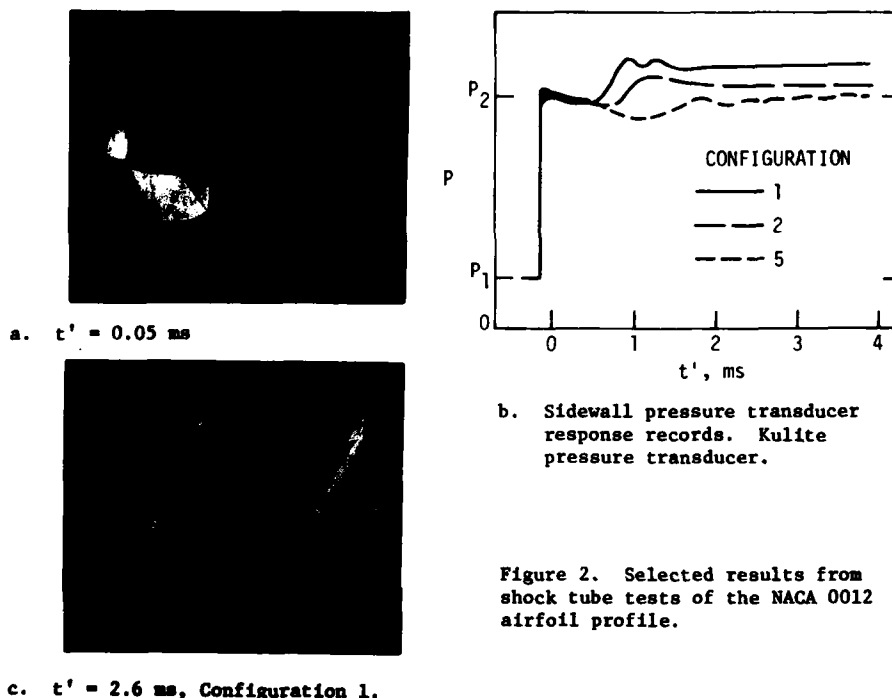 a. t' = 0.05 ms
P2
P
P1
0
CONFIGURATION
1
2
5
0 1 2 3 4
t', ms
b. Sidewall pressure transducer
response records. Kulite
pressure transducer.
Figure 2. Selected results from
shock tube tests of the NACA 0012
airfoil profile.
c. t' = 2.6 ms, Configuration 1.